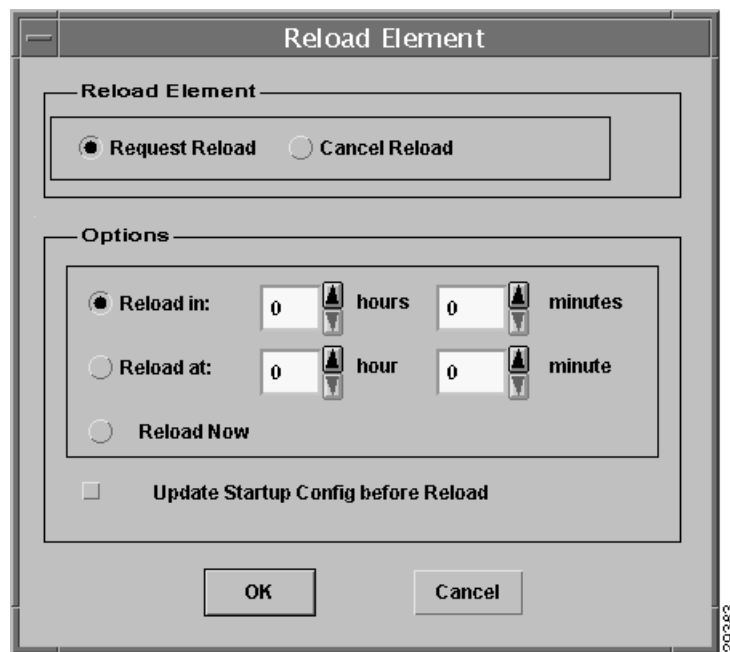 Reload Element
Reload Element
Request Reload Cancel Reload
Options
Reload in: 0 hours 0 minutes
Reload at: 0 hour 0 minute
Reload Now
Update Startup Config before Reload
OK Cancel